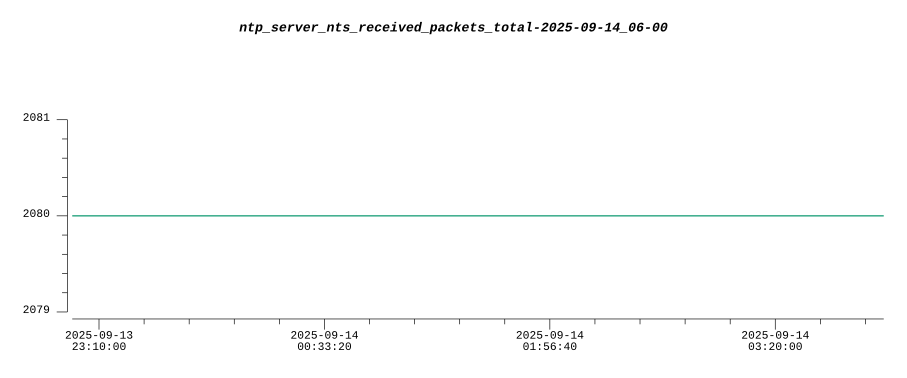 ntp_server_nts_received_packets_total-2025-09-14_06-00
2081
2080
2079
2025-09-13 2025-09-14 2025-09-14 2025-09-14
23:10:00 00:33:20 01:56:40 03:20:00